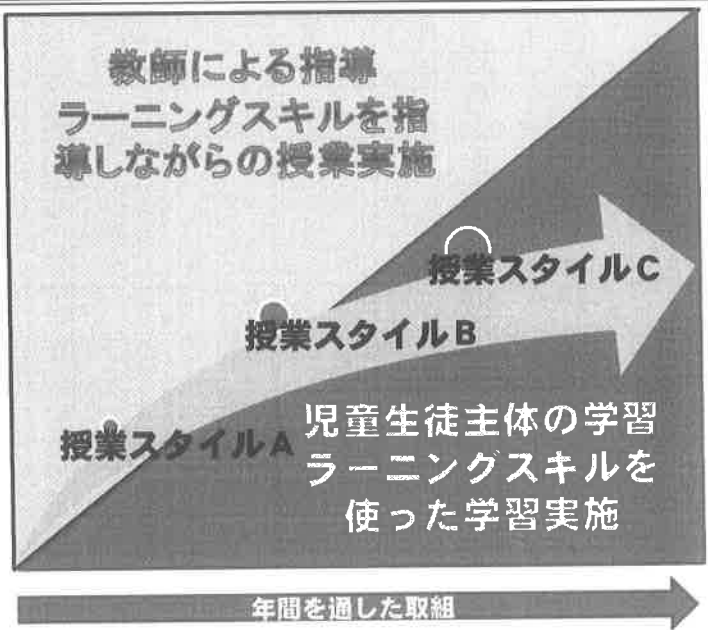 教師による指導
ラーニングスキルを指
導しながらの授業実施
授業スタイルC
授業スタイルB
授業スタイルA
児童生徒主体の学習
ラーニングスキルを
使った学習実施
年間を通した取組